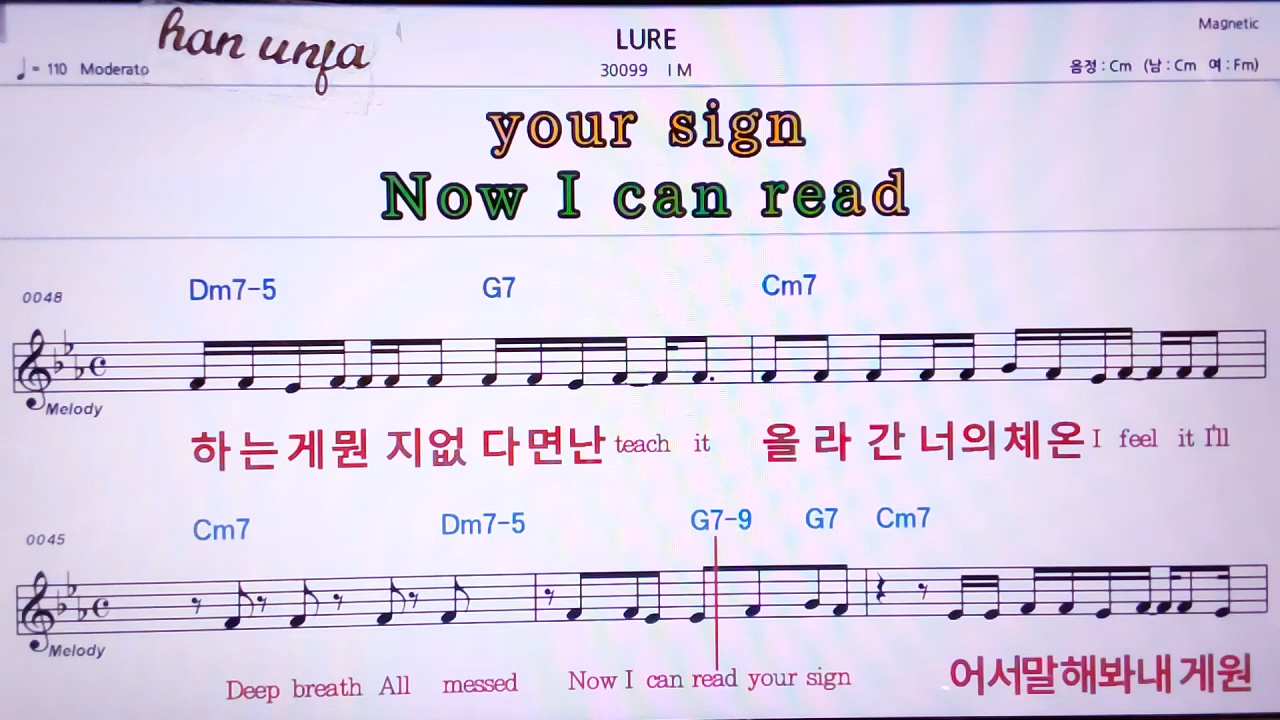 han unfa
LURE
Magnetic
♩= 110 Moderato
30099 I M
음정 : Cm (남 : Cm 여 : Fm)
your sign
Now I can read
Dm7-5 G7 Cm7
0048
Melody
하는게뭔 지없 다면난 teach it 올 라 간 너의체온 I feel it I'll
Cm7 Dm7-5 G7-9 G7 Cm7
0045
Melody
Deep breath All messed Now I can read your sign 어서말해봐내 게원